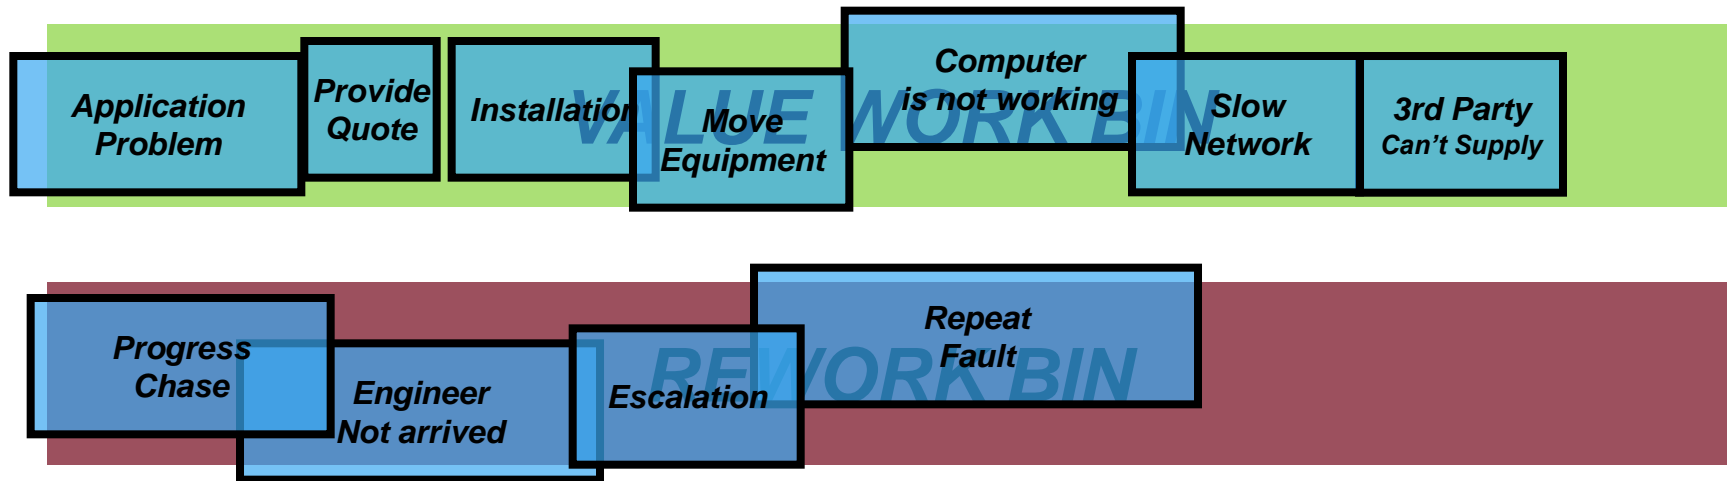 VALUE WORK BIN
Application
Problem
Provide
Quote
Installation
Move
Equipment
Computer
is not working
Slow
Network
3rd Party
Can’t Supply
REWORK BIN
Progress
Chase
Engineer
Not arrived
Escalation
Repeat
Fault